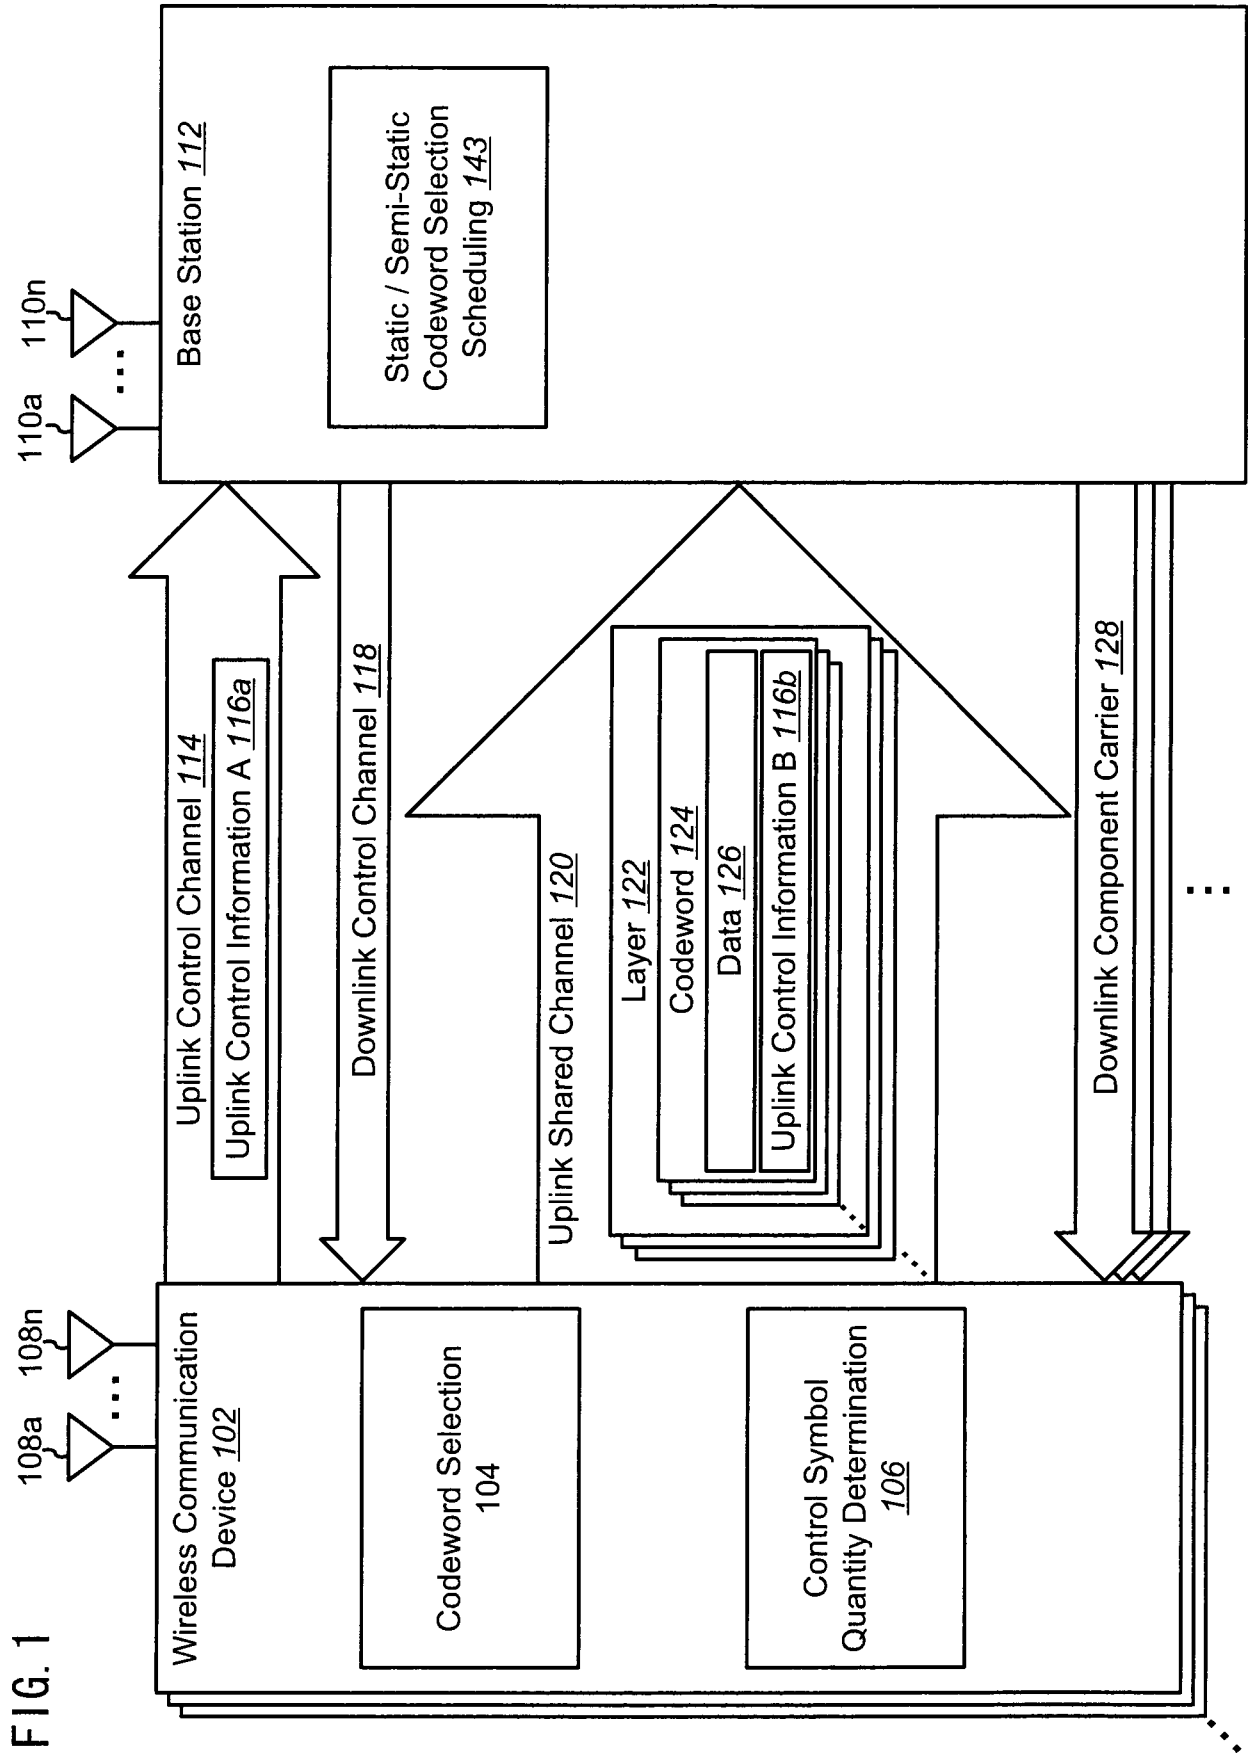 FIG. 1
108a
108n
Wireless Communication
Device 102
Codeword Selection
104
Control Symbol
Quantity Determination
106
Uplink Control Channel 114
Uplink Control Information A 116a
Downlink Control Channel 118
Uplink Shared Channel 120
Layer 122
Codeword 124
Data 126
Uplink Control Information B 116b
Downlink Component Carrier 128
110a
110n
Base Station 112
Static / Semi-Static
Codeword Selection
Scheduling 143